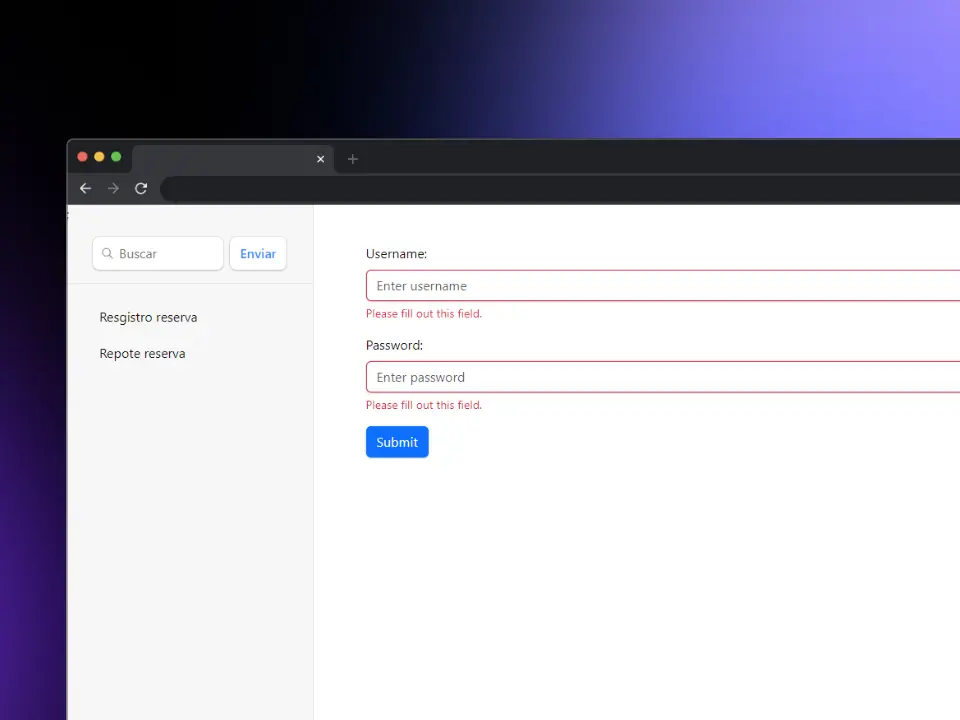 Buscar
Enviar
Resgistro reserva
Repote reserva
Username:
Enter username
Please fill out this field.
Password:
Enter password
Please fill out this field.
Submit